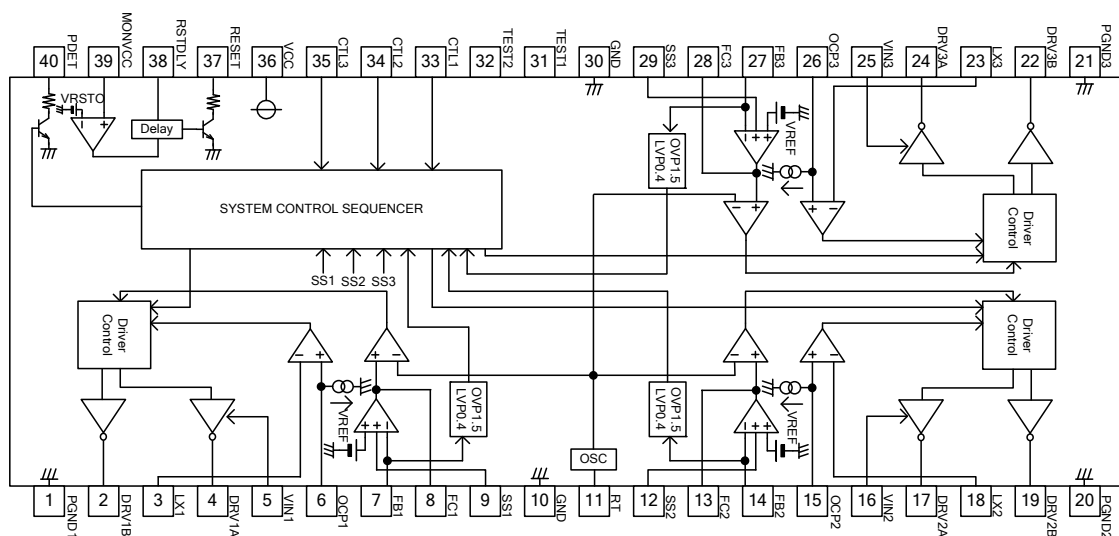 PDET
MONVCC
RSTDLY
RESET
VCC
CTL3
CTL2
CTL1
TEST2
TEST1
GND
SS3
FC3
FB3
OCP3
VIN3
DRV3A
LX3
DRV3B
PGND3
40 39 38 37 36 35 34 33 32 31 30 29 28 27 26 25 24 23 22 21
VRSTO
- +
Delay
OVP1.5
LVP0.4
- + +
VREF
SYSTEM CONTROL SEQUENCER
- +
+ -
Driver
Control
SS1 SS2 SS3
Driver
Control
- +
+ -
- +
+ -
Driver
Control
VREF
+ + -
OVP1.5
LVP0.4
OVP1.5
LVP0.4
- + +
VREF
OSC
1 2 3 4 5 6 7 8 9 10 11 12 13 14 15 16 17 18 19 20
PGND1
DRV1B
LX1
DRV1A
VIN1
OCP1
FB1
FC1
SS1
GND
RT
SS2
FC2
FB2
OCP2
VIN2
DRV2A
LX2
DRV2B
PGND2